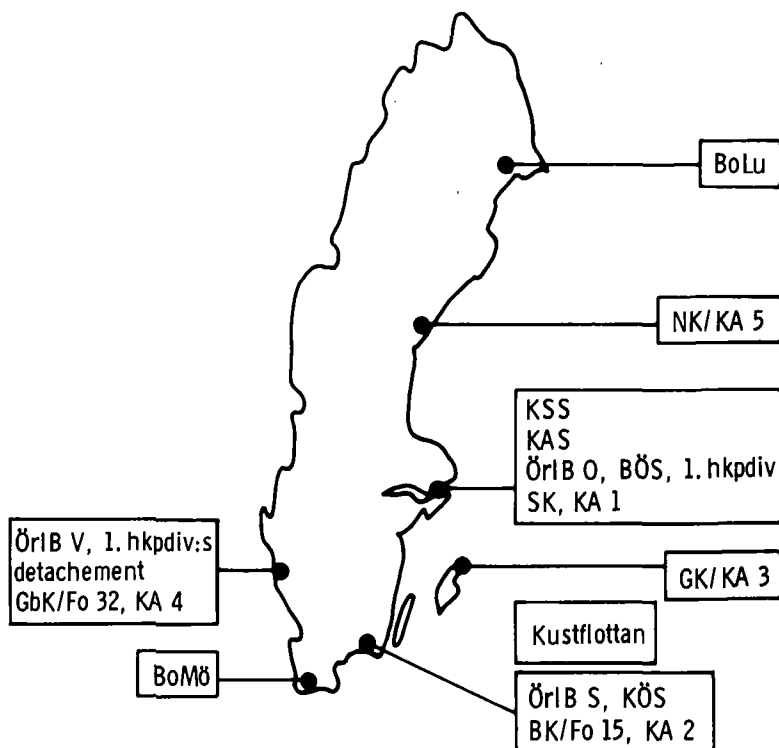 BoLu
NK/KA 5
KSS
KAS
ÖrlB O, BÖS, 1. hkpdiv
SK, KA 1
ÖrlB V, 1. hkpdiv:s
detachement
GbK/Fo 32, KA 4
GK/KA 3
Kustflottan
BoMö
ÖrlB S, KÖS
BK/Fo 15, KA 2